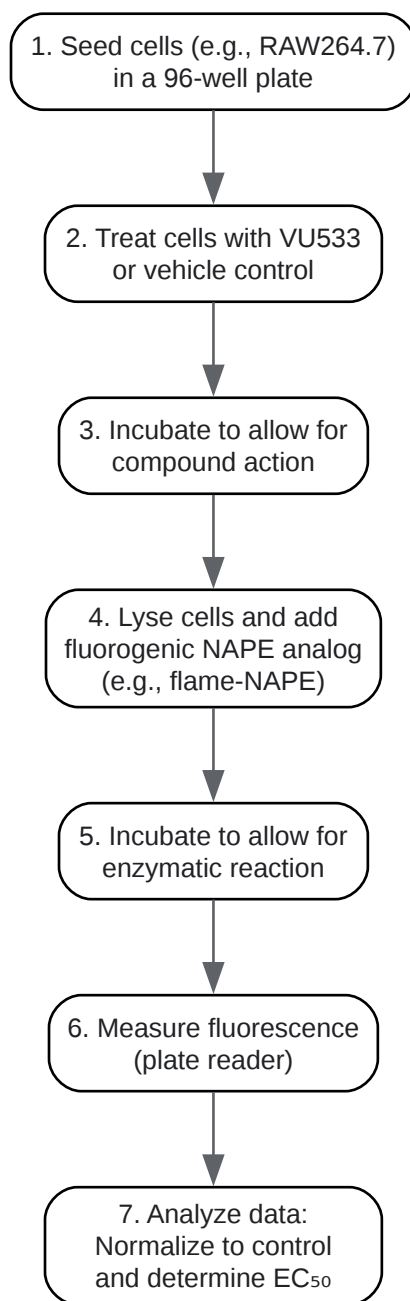 1. Seed cells (e.g., RAW264.7)
in a 96-well plate
2. Treat cells with VU533
or vehicle control
3. Incubate to allow for
compound action
4. Lyse cells and add
fluorogenic NAPE analog
(e.g., flame-NAPE)
5. Incubate to allow for
enzymatic reaction
6. Measure fluorescence
(plate reader)
7. Analyze data:
Normalize to control
and determine EC₅₀